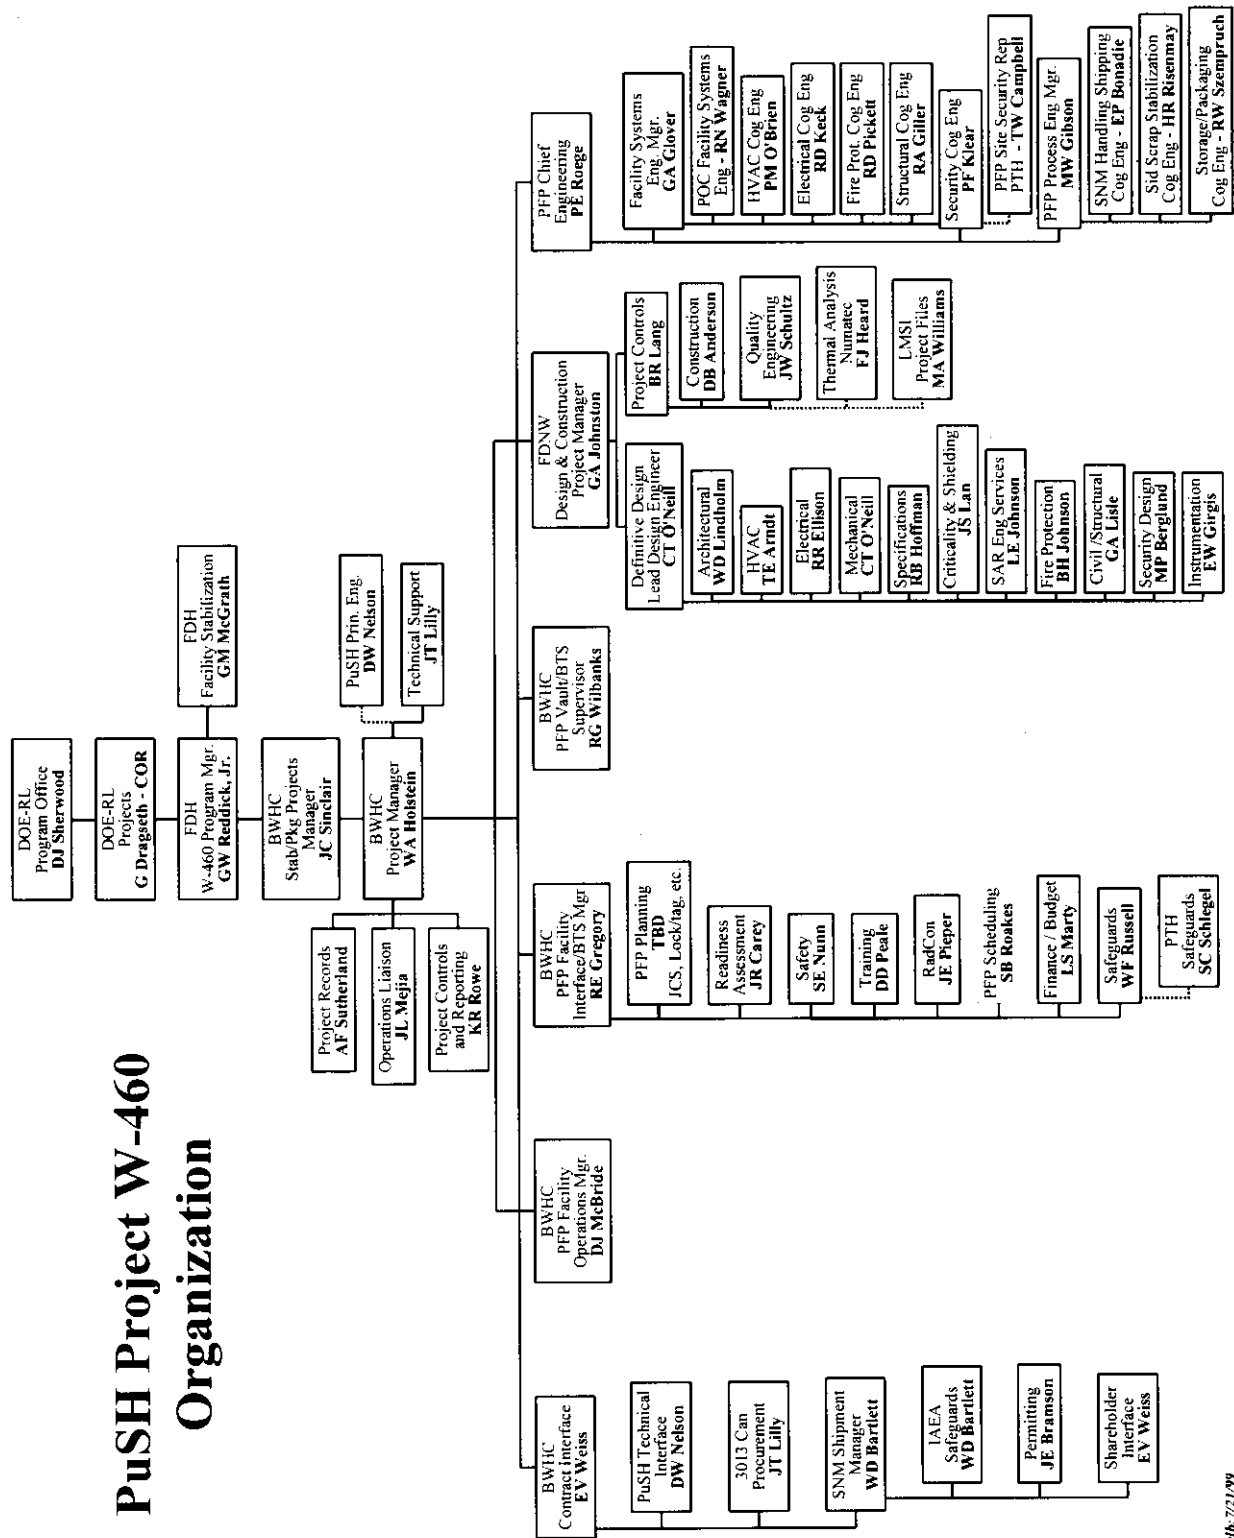 PuSH Project W-460
Organization
DOE-RL
Program Office
DJ Sherwood
DOE-RL
Projects
G Dragseth - COR
FDH
W-460 Program Mgr.
GW Reddick, Jr.
FDH
Facility Stabilization
GM McGrath
BWHC
Stab/Pkg Projects
Manager
JC Sinclair
BWHC
Project Manager
WA Holstein
PuSH Prin. Eng.
DW Nelson
Technical Support
JT Lilly
Project Records
AF Sutherland
Operations Liaison
JL Mejia
Project Controls
and Reporting
KR Rowe
BWHC
Contract interface
EV Weiss
PuSH Technical
Interface
DW Nelson
3013 Can
Procurement
JT Lilly
SNM Shipment
Manager
WD Bartlett
IAEA
Safeguards
WD Bartlett
Permitting
JE Bramson
Shareholder
Interface
EV Weiss
BWHC
PFP Facility
Operations Mgr.
DJ McBride
BWHC
PFP Facility
Interface/BTS Mgr
RE Gregory
PFP Planning
TBD
JCS, Lock/tag, etc.
Readiness
Assessment
JR Carey
Safety
SE Nunn
Training
DD Peale
RadCon
JE Pieper
PFP Scheduling
SB Roakes
Finance / Budget
LS Marty
Safeguards
WF Russell
PTH
Safeguards
SC Schlegel
BWHC
PFP Vault/BTS
Supervisor
RG Wilbanks
FDNW
Design & Construction
Project Manager
GA Johnston
Definitive Design
Lead Design Engineer
CT O'Neill
Architectural
WD Lindholm
HVAC
TE Arndt
Electrical
RR Ellison
Mechanical
CT O'Neill
Specifications
RB Hoffman
Criticality & Shielding
JS Lan
SAR Eng Services
LE Johnson
Fire Protection
BH Johnson
Civil /Structural
GA Lisle
Security Design
MP Berglund
Instrumentation
EW Girgis
Project Controls
BR Lang
Construction
DB Anderson
Quality
Engineering
JW Schultz
Thermal Analysis
Numatec
FJ Heard
LMSI
Project Files
MA Williams
PFP Chief
Engineering
PE Roege
Facility Systems
Eng. Mgr.
GA Glover
POC Facility Systems
Eng - RN Wagner
HVAC Cog Eng
PM O'Brien
Electrical Cog Eng
RD Keck
Fire Prot. Cog Eng
RD Pickett
Structural Cog Eng
RA Giller
Security Cog Eng
PF Klear
PFP Site Security Rep
PTH - TW Campbell
PFP Process Eng Mgr.
MW Gibson
SNM Handling Shipping
Cog Eng - EP Bonadie
Sid Scrap Stabilization
Cog Eng - HR Risenmay
Storage/Packaging
Cog Eng - RW Szempruch
7/21/99